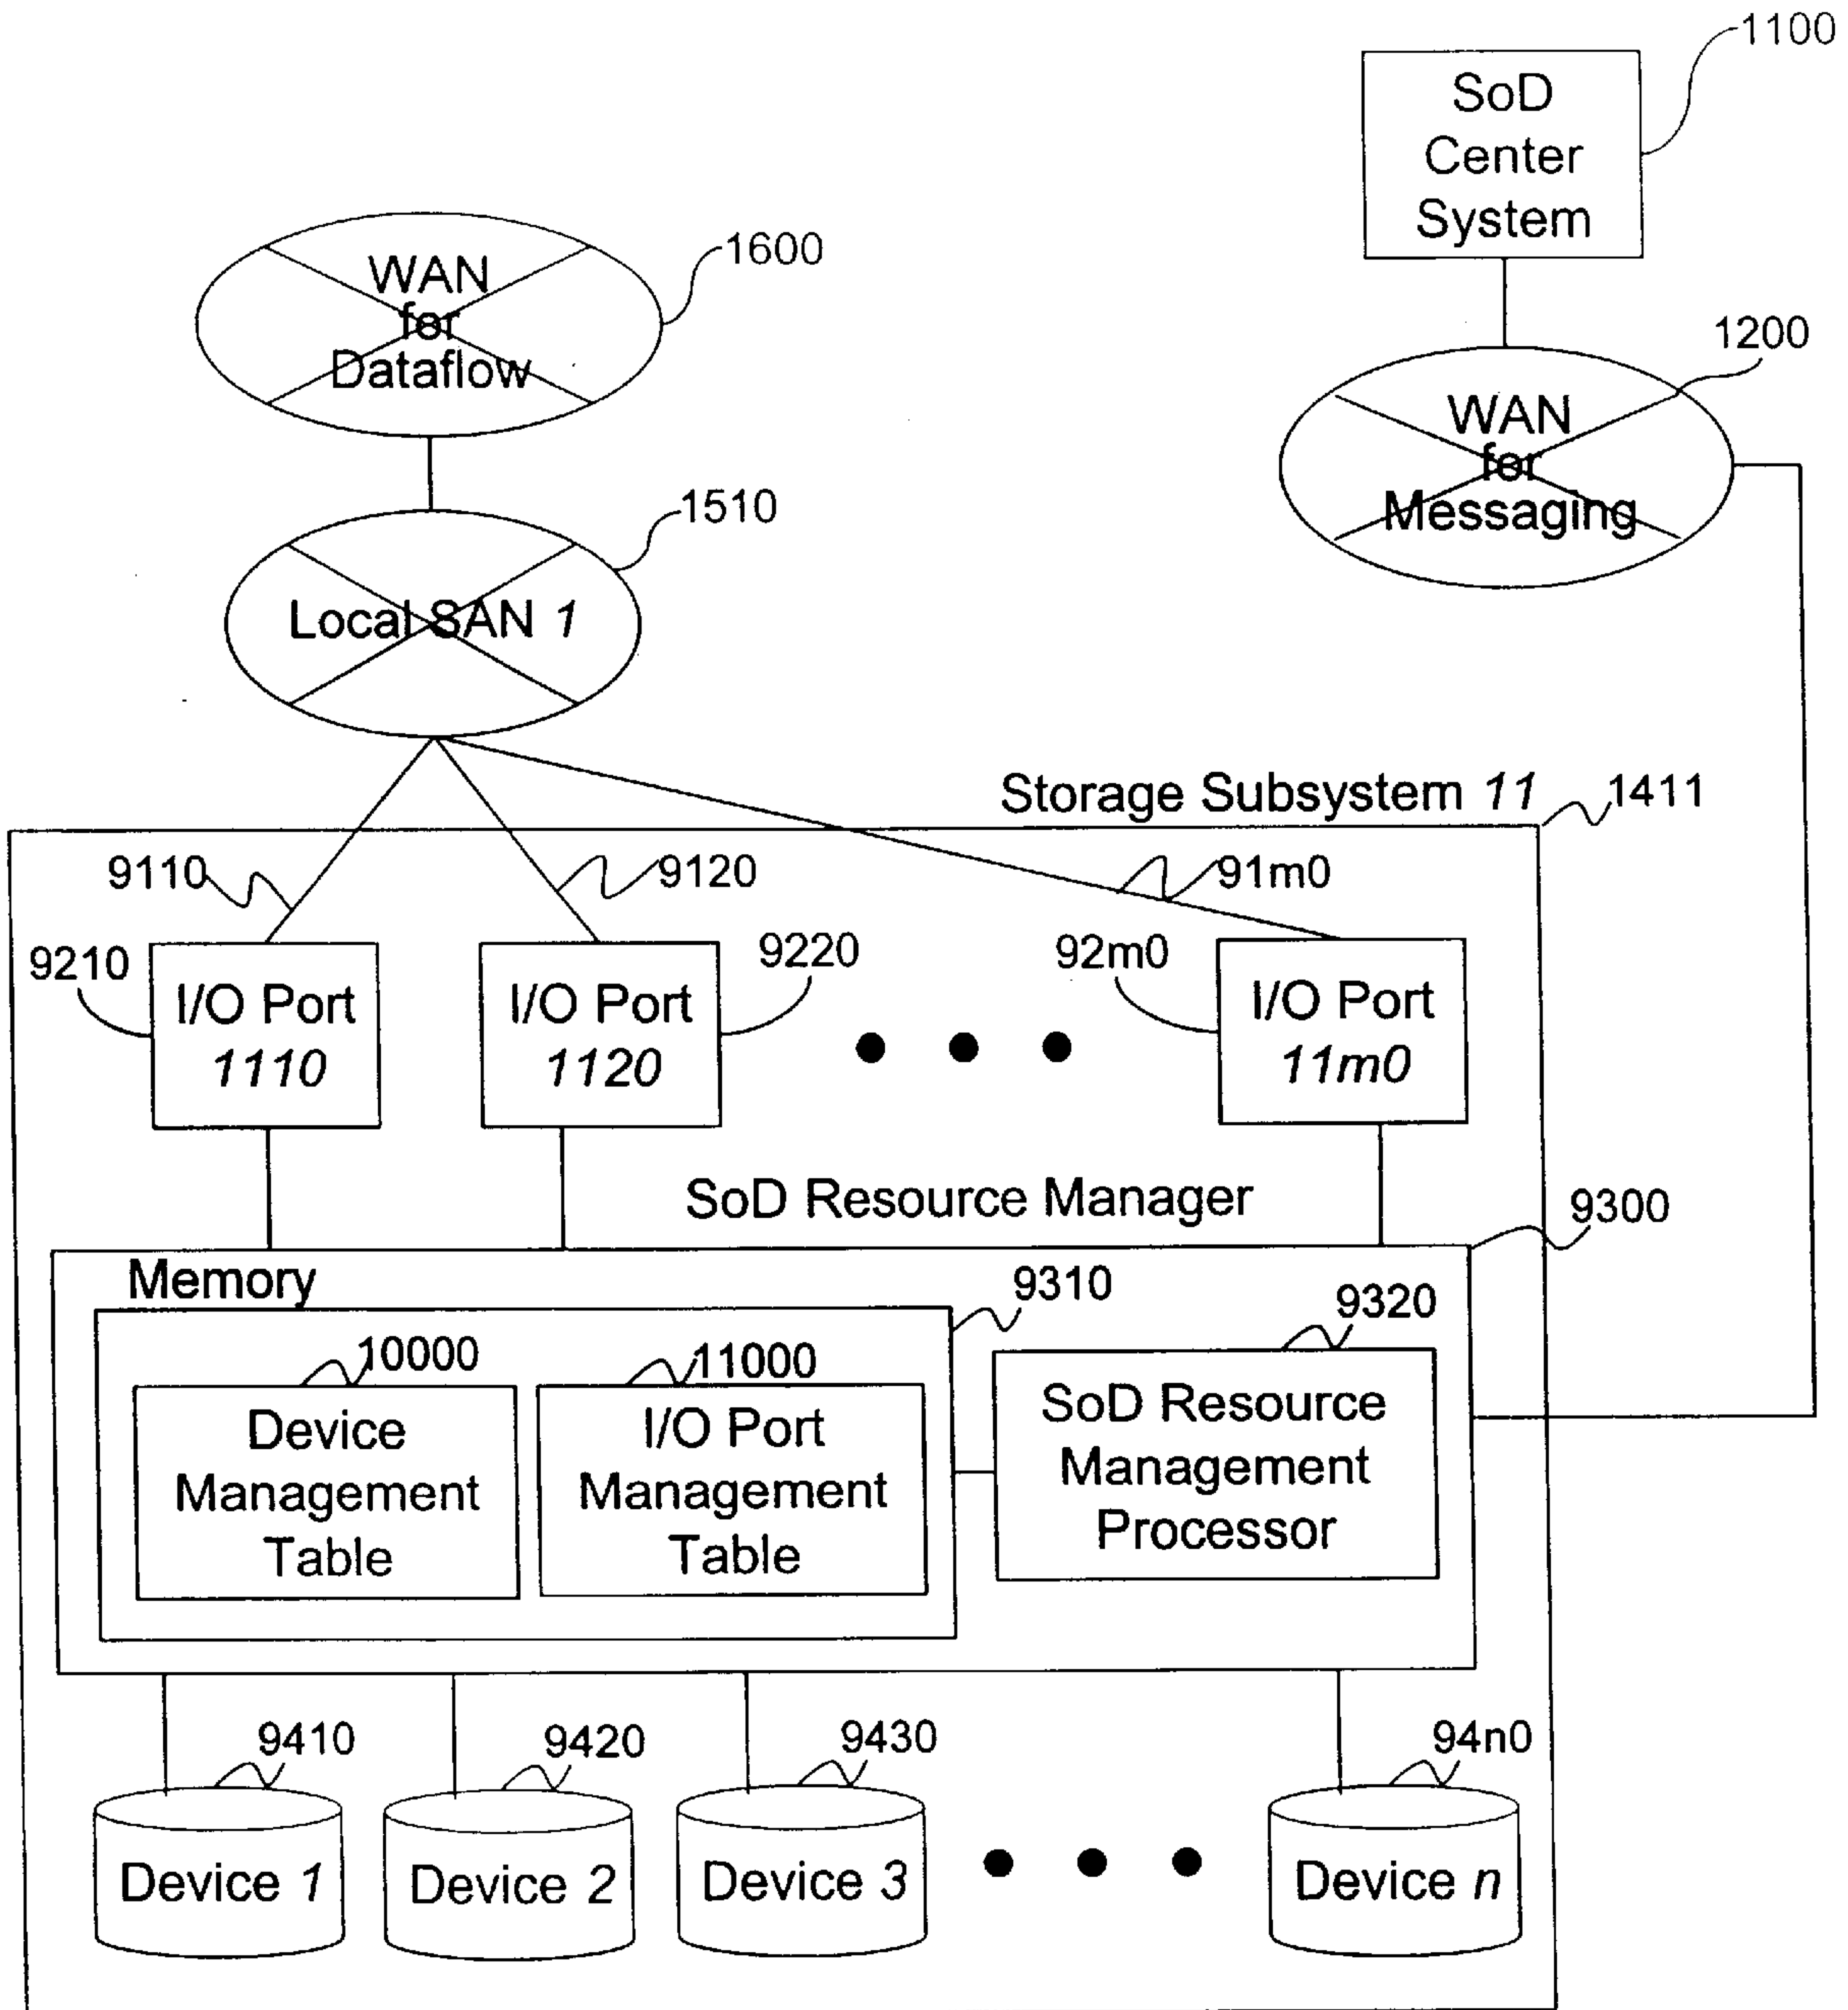 1100
SoD
Center
System
1600
WAN
for
Dataflow
1200
WAN
for
Messaging
1510
Local SAN 1
Storage Subsystem 11
1411
9110
9120
91m0
9210
I/O Port
1110
9220
I/O Port
1120
92m0
I/O Port
11m0
SoD Resource Manager
9300
Memory
9310
9320
10000
11000
Device
Management
Table
I/O Port
Management
Table
SoD Resource
Management
Processor
9410
9420
9430
94n0
Device 1
Device 2
Device 3
Device n